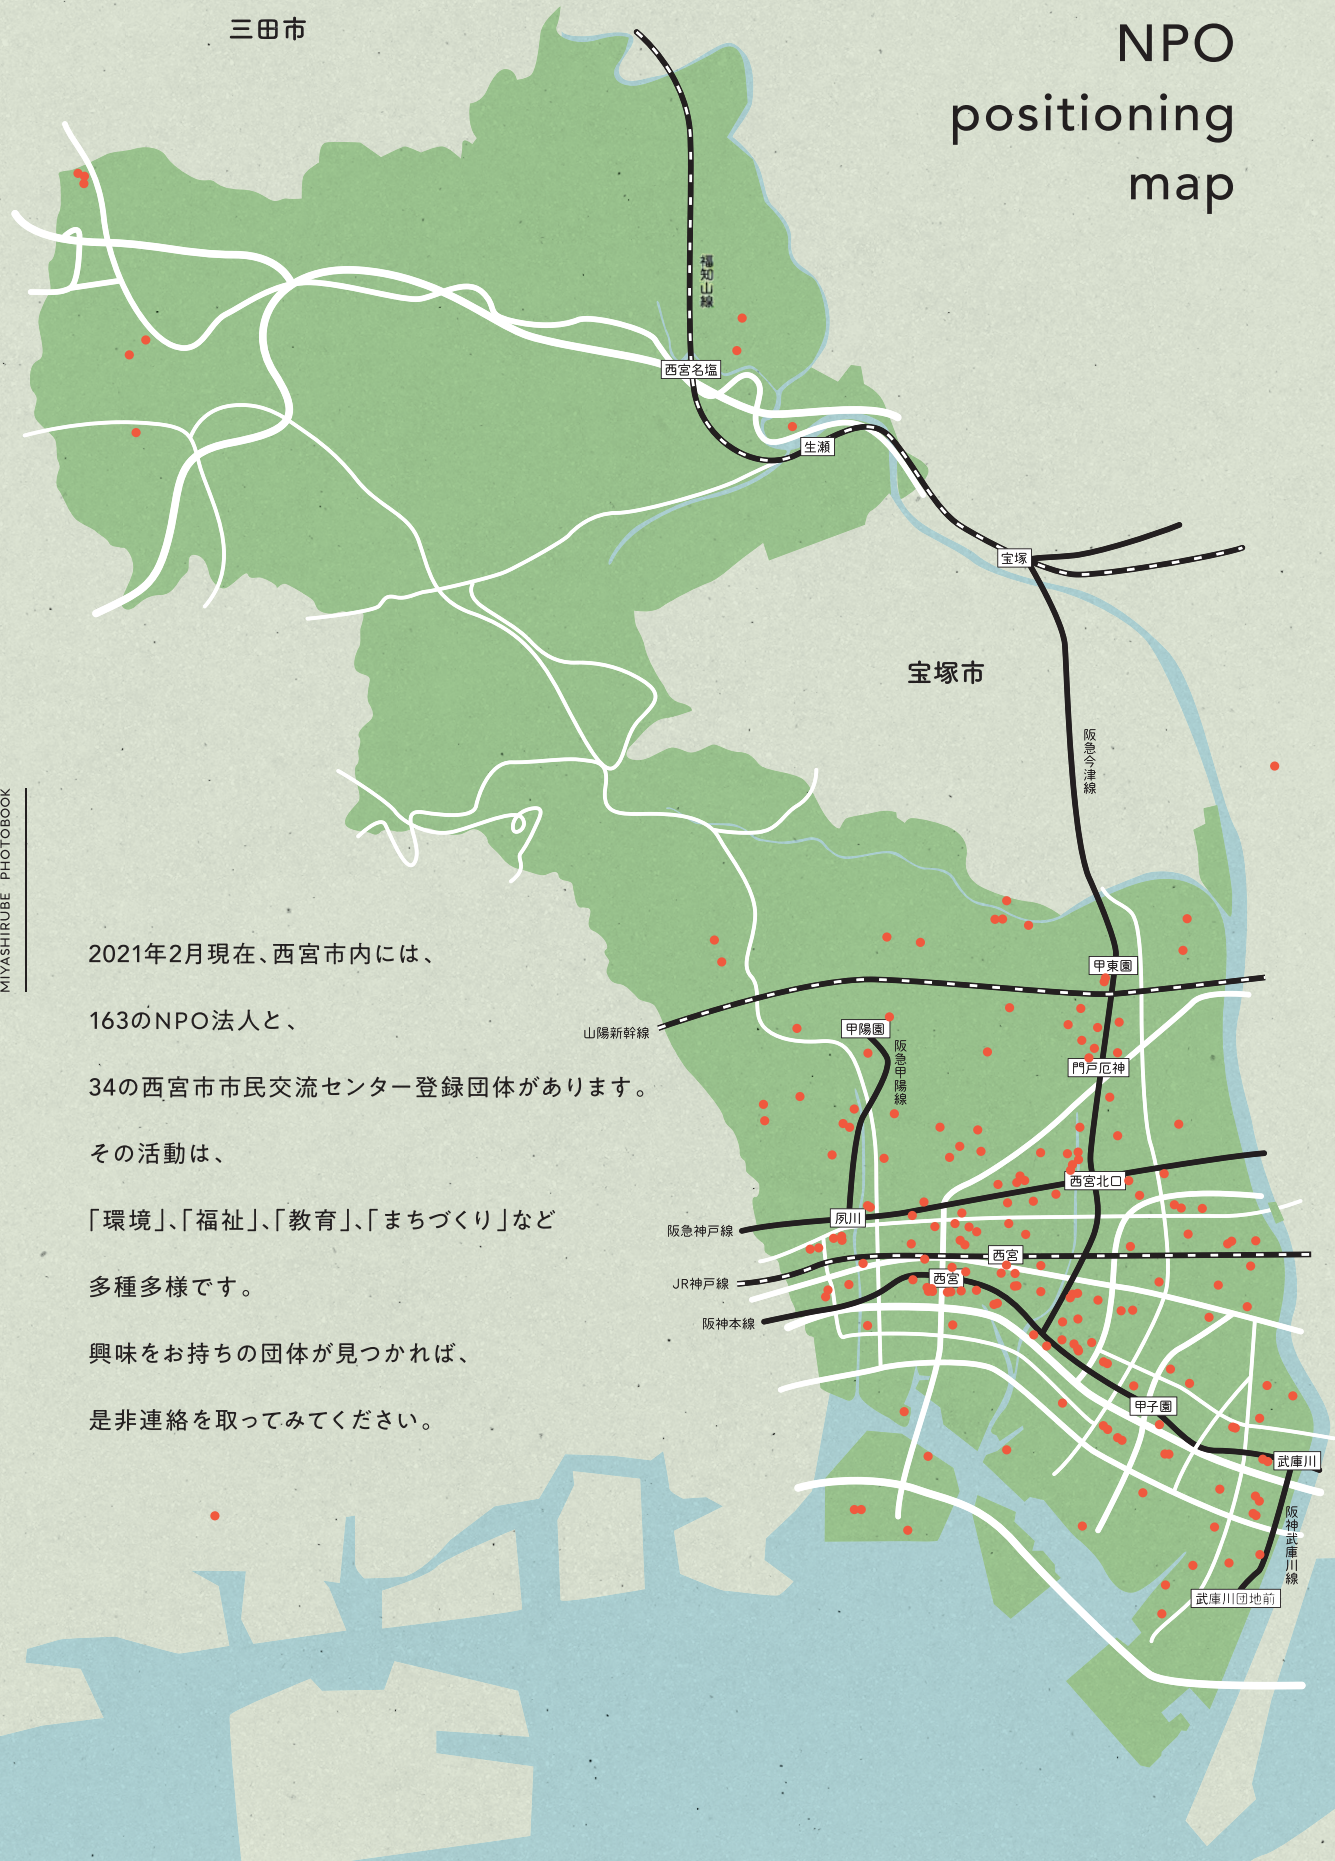 三田市
NPO
positioning
map
福知山線
西宮名塩
生瀬
宝塚
宝塚市
阪急今津線
MIYASHIRUBE PHOTOBOOK
2021年2月現在、西宮市内には、
163のNPO法人と、
34の西宮市市民交流センター登録団体があります。
その活動は、
「環境」、「福祉」、「教育」、「まちづくり」など
多種多様です。
興味をお持ちの団体が見つかれば、
是非連絡を取ってみてください。
甲東園
山陽新幹線
甲陽園
阪急甲陽線
門戸厄神
西宮北口
夙川
阪急神戸線
西宮
JR神戸線
西宮
阪神本線
甲子園
武庫川
阪神武庫川線
武庫川団地前